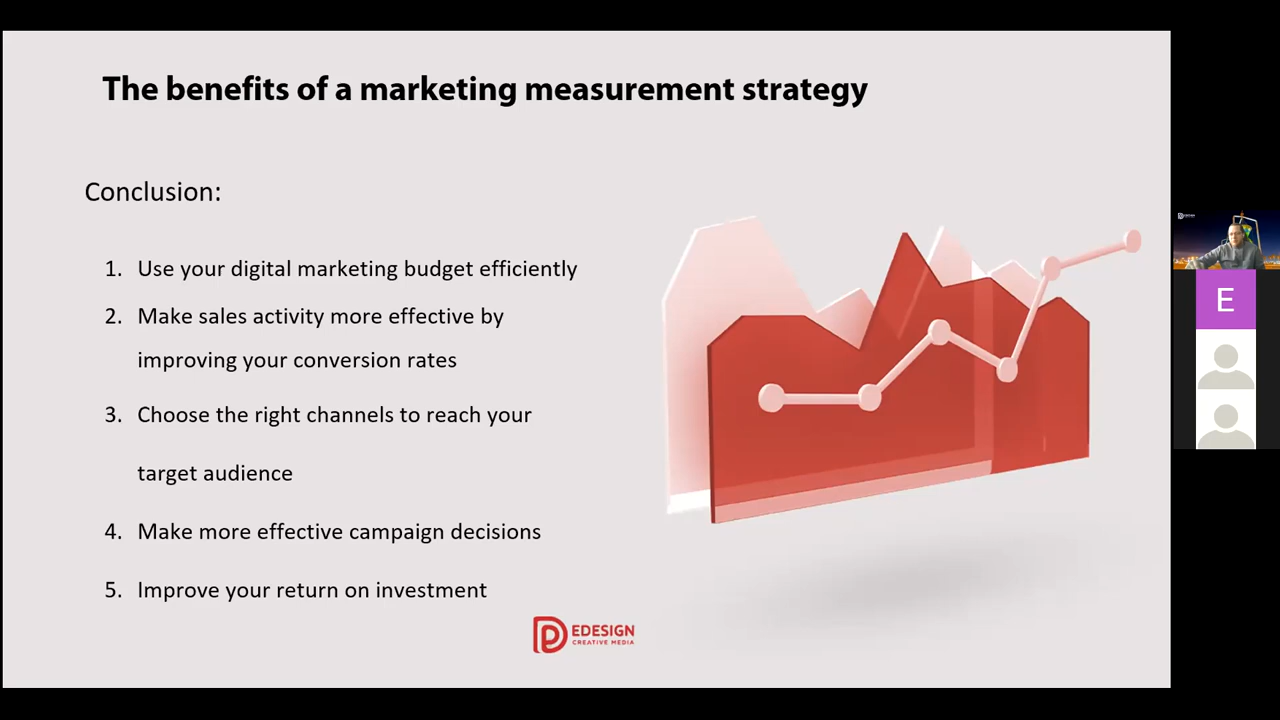 The benefits of a marketing measurement strategy
Conclusion:
1. Use your digital marketing budget efficiently
2. Make sales activity more effective by
improving your conversion rates
3. Choose the right channels to reach your
target audience
4. Make more effective campaign decisions
5. Improve your return on investment
EDESIGN
CREATIVE MEDIA
E